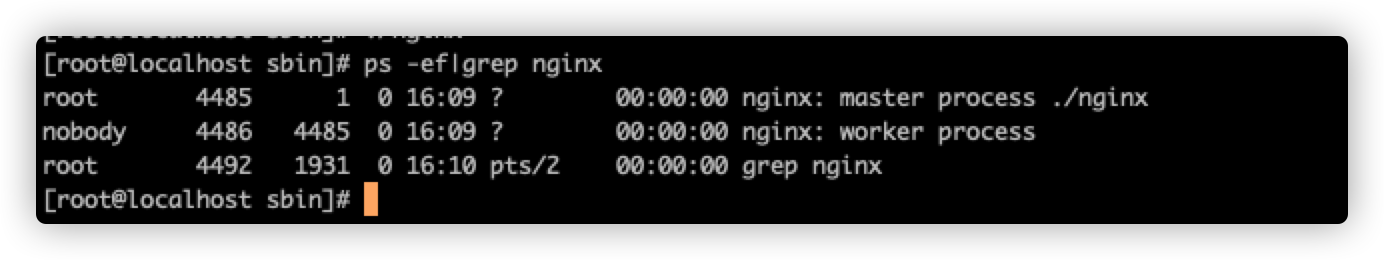 [root@localhost sbin]# ps -ef|grep nginx
root       4485      1  0 16:09 ?        00:00:00 nginx: master process ./nginx
nobody     4486   4485  0 16:09 ?        00:00:00 nginx: worker process
root       4492   1931  0 16:10 pts/2    00:00:00 grep nginx
[root@localhost sbin]#